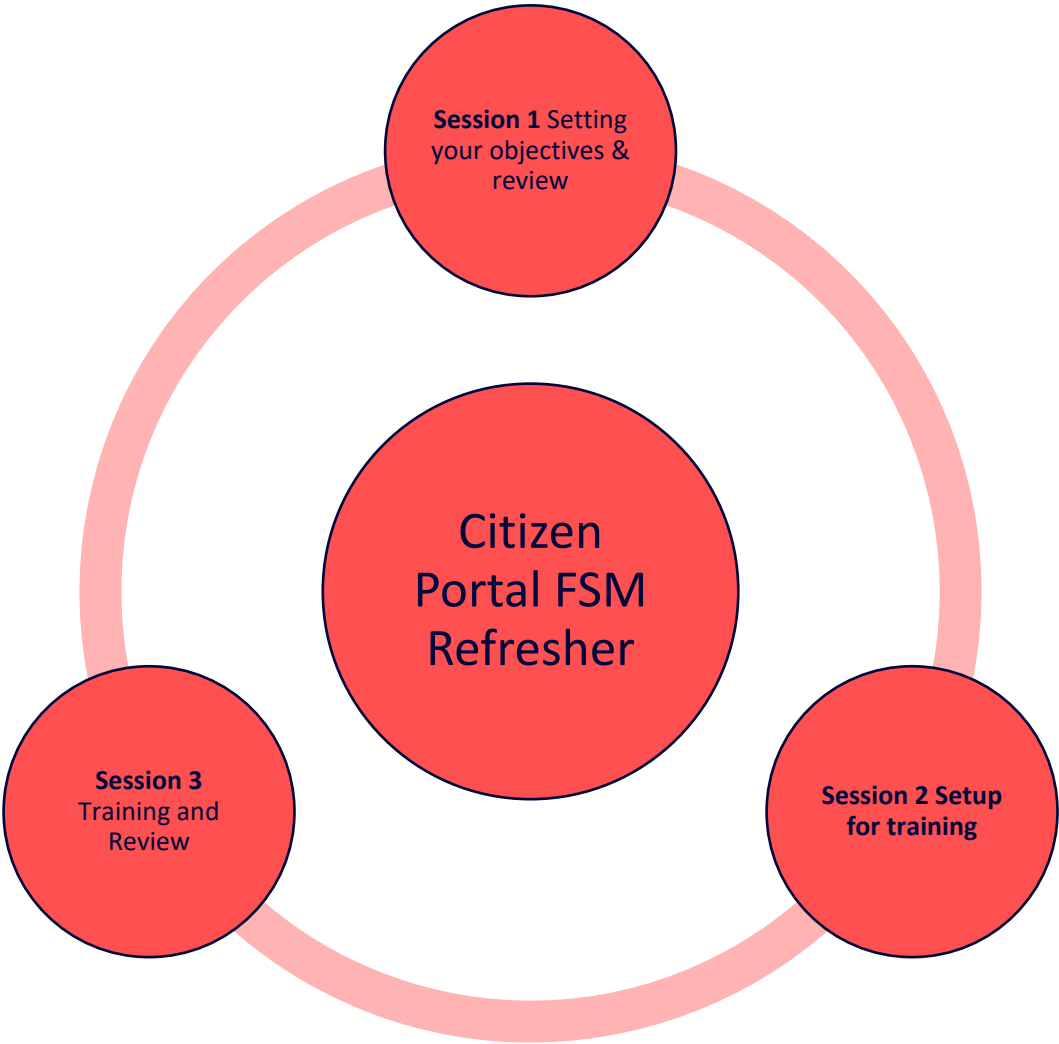 Session 1 Setting
your objectives &
review
Citizen
Portal FSM
Refresher
Session 3
Training and
Review
Session 2 Setup
for training